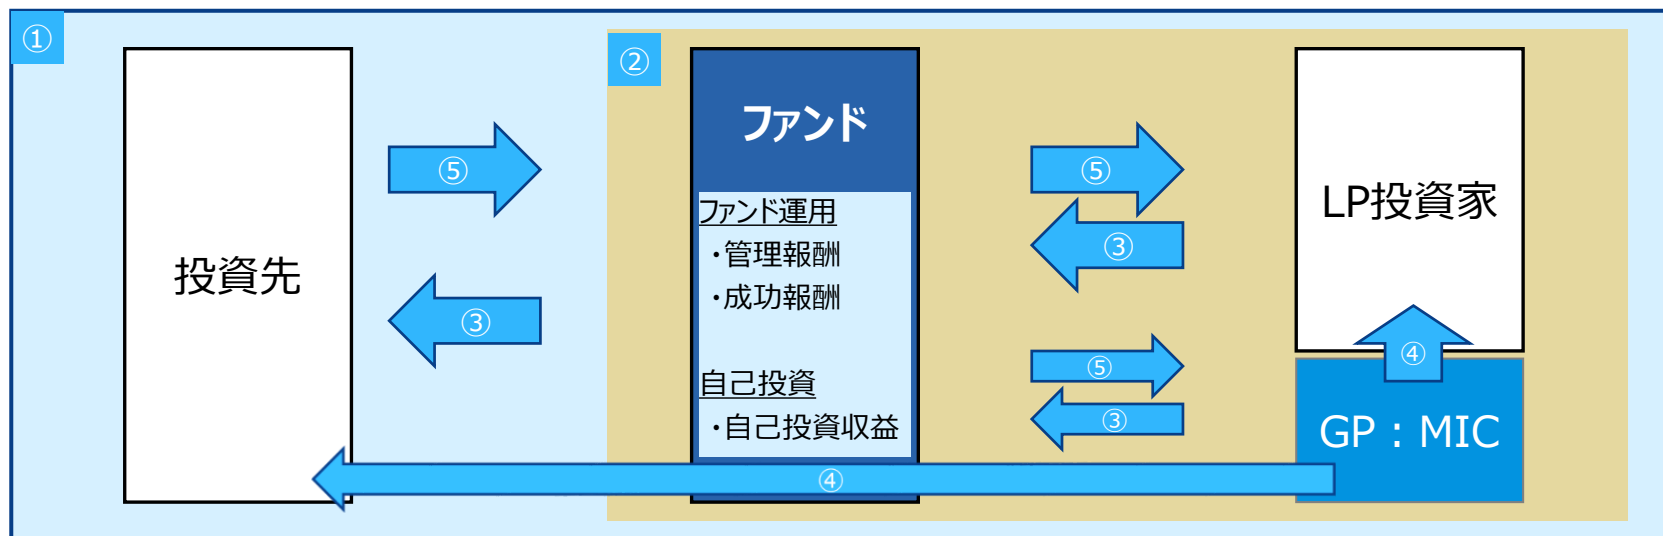 ①
②
投資先
⑤
③
ファンド
ファンド運用
・管理報酬
・成功報酬
自己投資
・自己投資収益
⑤
③
⑤
③
④
LP投資家
④
GP：MIC